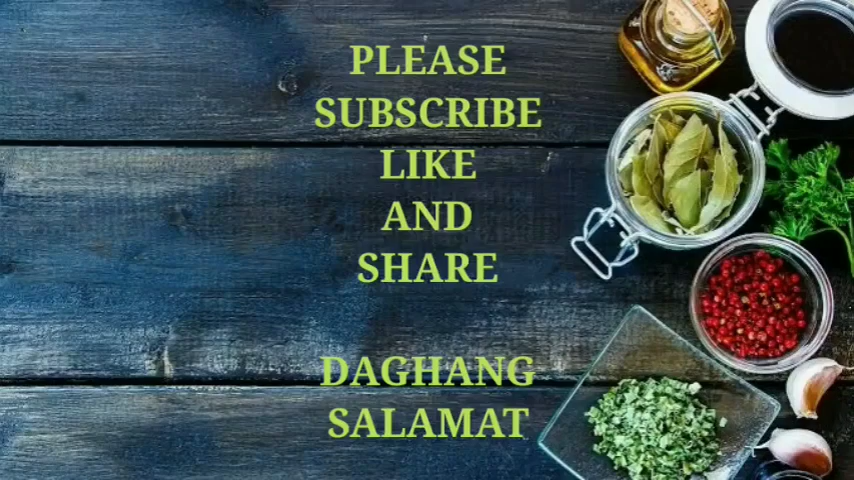 PLEASE
SUBSCRIBE
LIKE
AND
SHARE
DAGHANG
SALAMAT